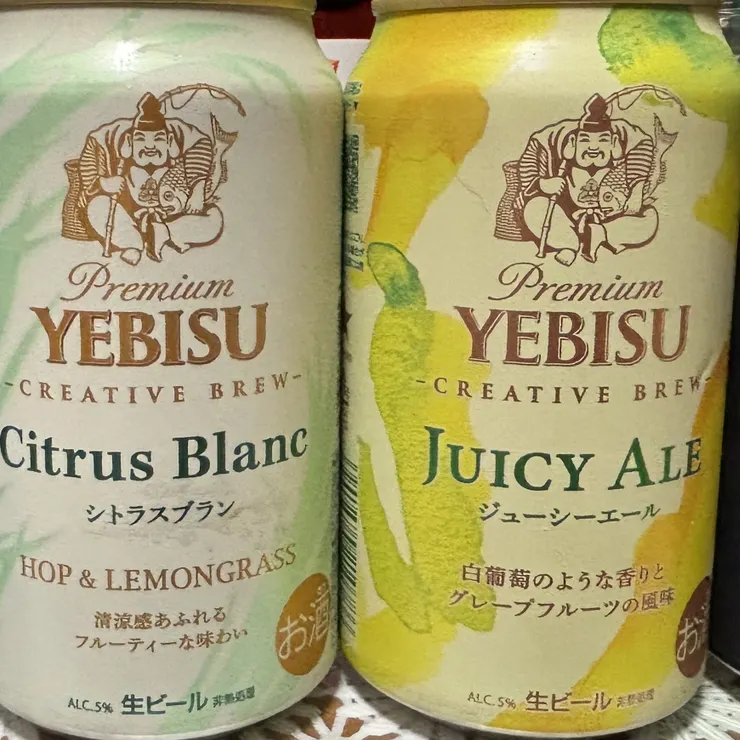 Premium
YEBISU
-CREATIVE BREW-
Citrus Blanc
シトラスブラン
HOP & LEMONGRASS
清涼感あふれる
フルーティーな味わい
お酒
ALC.5% 生ビール 非熱処理
Premium
YEBISU
-CREATIVE BREW-
JUICY ALE
ジューシーエール
白葡萄のような香りと
グレープフルーツの風味
お酒
ALC.5% 生ビール 非熱処理